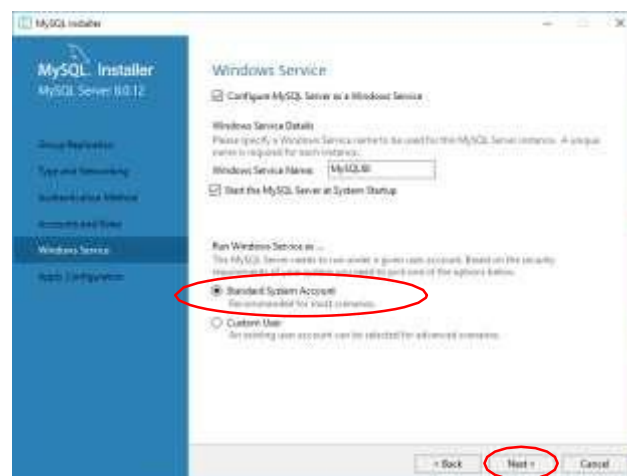 MySQL Installer
MySQL. Installer
MySQL Server 8.0.12
Group Replication
Type and Networking
Authentication Method
Accounts and Roles
Windows Service
Apply Configuration
Windows Service
Configure MySQL Server as a Windows Service
Windows Service Details
Please specify a Windows Service name to be used for this MySQL Server instance. A unique
name is required for each instance.
Windows Service Name: MySQL80
Start the MySQL Server at System Startup
Run Windows Service as ...
The MySQL Server needs to run under a given user account. Based on the security
requirements of your system you need to pick one of the options below.
Standard System Account
Recommended for most scenarios.
Custom User
An existing user account can be selected for advanced scenarios.
< Back Next > Cancel